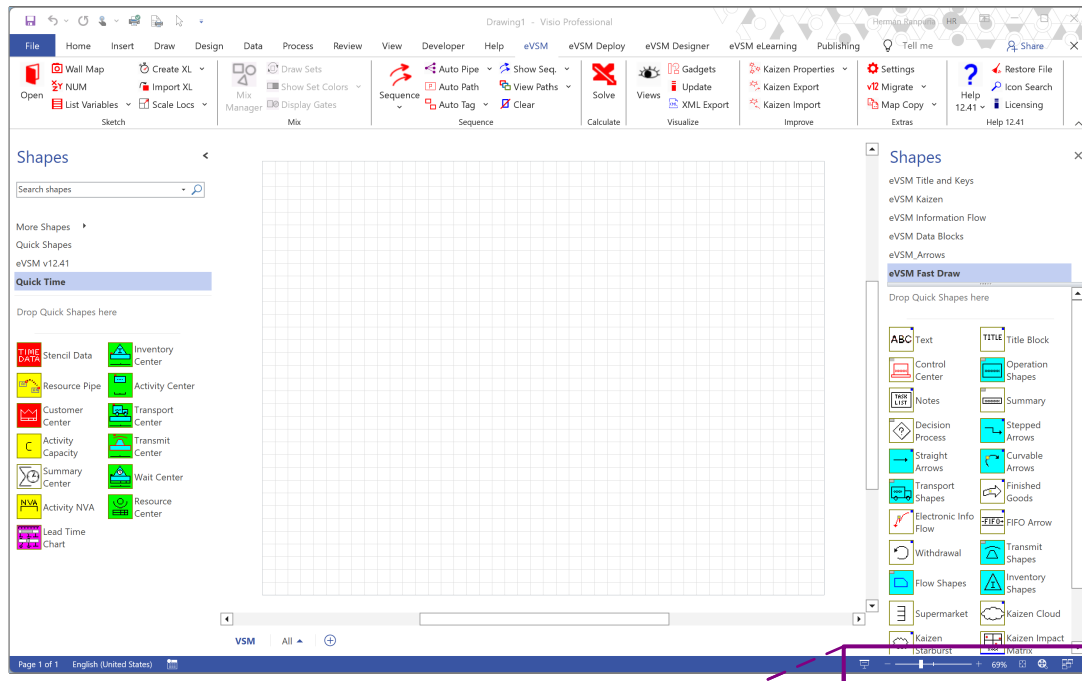 Drawing1 - Visio Professional
Herman Ranpuria HR
File Home Insert Draw Design Data Process Review View Developer Help eVSM eVSM Deploy eVSM Designer eVSM eLearning Publishing Tell me Share
Open
Wall Map
NUM
List Variables
Create XL
Import XL
Scale Locs
Sketch
Mix
Manager
Draw Sets
Show Set Colors
Display Gates
Mix
Sequence
Auto Pipe
Auto Path
Auto Tag
Show Seq.
View Paths
Clear
Sequence
Solve
Calculate
Views
Gadgets
Update
XML Export
Visualize
Kaizen Properties
Kaizen Export
Kaizen Import
Improve
Settings
v12 Migrate
Map Copy
Extras
Help
12.41
Restore File
Icon Search
Licensing
Help 12.41
Shapes
Search shapes
More Shapes
Quick Shapes
eVSM v12.41
Quick Time
Drop Quick Shapes here
TIME
DATA
Stencil Data
Inventory
Center
Resource Pipe
Activity Center
Customer
Center
Transport
Center
C
Activity
Capacity
Transmit
Center
Summary
Center
Wait Center
NVA
Activity NVA
Resource
Center
Lead Time
Chart
VSM All
Shapes
eVSM Title and Keys
eVSM Kaizen
eVSM Information Flow
eVSM Data Blocks
eVSM_Arrows
eVSM Fast Draw
Drop Quick Shapes here
ABC
Text
TITLE
Title Block
Control
Center
Operation
Shapes
TASK
LIST
Notes
Summary
Decision
Process
Stepped
Arrows
Straight
Arrows
Curvable
Arrows
Transport
Shapes
Finished
Goods
Electronic Info
Flow
FIFO
FIFO Arrow
Withdrawal
Transmit
Shapes
Flow Shapes
Inventory
Shapes
Supermarket
Kaizen Cloud
Kaizen
Starburst
Kaizen Impact
Matrix
Page 1 of 1 English (United States)
69%